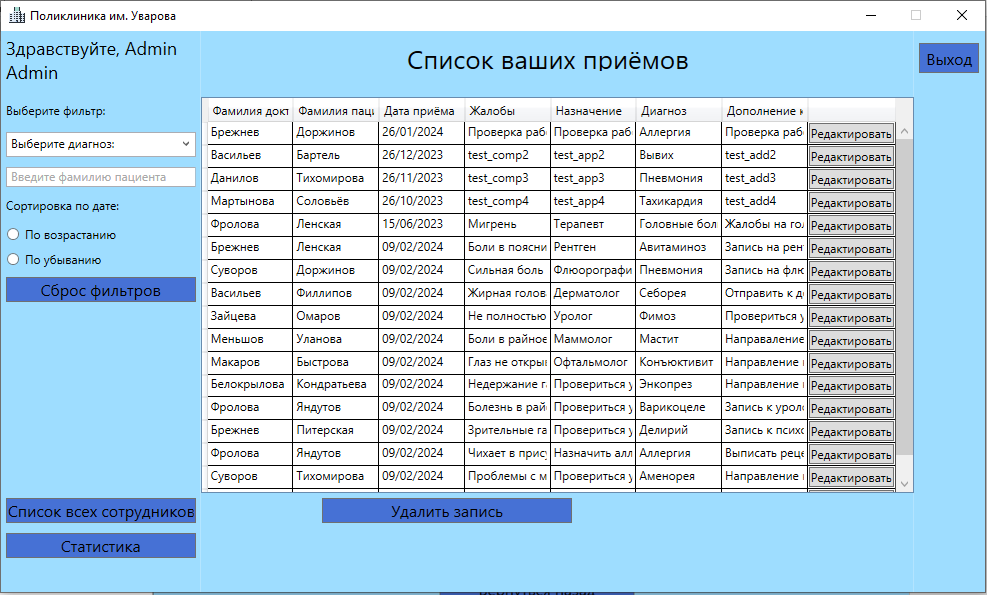 Поликлиника им. Уварова
Здравствуйте, Admin
Admin
Список ваших приёмов
Выход
Выберите фильтр:
Выберите диагноз:
Введите фамилию пациента
Сортировка по дате:
По возрастанию
По убыванию
Сброс фильтров
Фамилия докт Фамилия паци Дата приёма Жалобы Назначение Диагноз Дополнение к
Брежнев Доржинов 26/01/2024 Проверка раб Проверка раб Аллергия Проверка раб Редактировать
Васильев Бартель 26/12/2023 test_comp2 test_app2 Вывих test_add2 Редактировать
Данилов Тихомирова 26/11/2023 test_comp3 test_app3 Пневмония test_add3 Редактировать
Мартынова Соловьёв 26/10/2023 test_comp4 test_app4 Тахикардия test_add4 Редактировать
Фролова Ленская 15/06/2023 Мигрень Терапевт Головные бол Жалобы на гол Редактировать
Брежнев Ленская 09/02/2024 Боли в поясни Рентген Авитаминоз Запись на рен Редактировать
Суворов Доржинов 09/02/2024 Сильная боль Флюорографи Пневмония Запись на флю Редактировать
Васильев Филлипов 09/02/2024 Жирная голов Дерматолог Себорея Отправить к д Редактировать
Зайцева Омаров 09/02/2024 Не полностью Уролог Фимоз Провериться у Редактировать
Меньшов Уланова 09/02/2024 Боли в районе Маммолог Мастит Направаление Редактировать
Макаров Быстрова 09/02/2024 Глаз не откры Офтальмолог Конъюктивит Направление Редактировать
Белокрылова Кондратьева 09/02/2024 Недержание га Провериться у Энкопрез Направление Редактировать
Фролова Яндутов 09/02/2024 Болезнь в рай Провериться у Варикоцеле Запись к урол Редактировать
Брежнев Питерская 09/02/2024 Зрительные га Провериться у Делирий Запись к психо Редактировать
Фролова Яндутов 09/02/2024 Чихает в прису Назначить алл Аллергия Выписать реце Редактировать
Суворов Тихомирова 09/02/2024 Проблемы с м Провериться у Аменорея Направление Редактировать
Список всех сотрудников
Удалить запись
Статистика